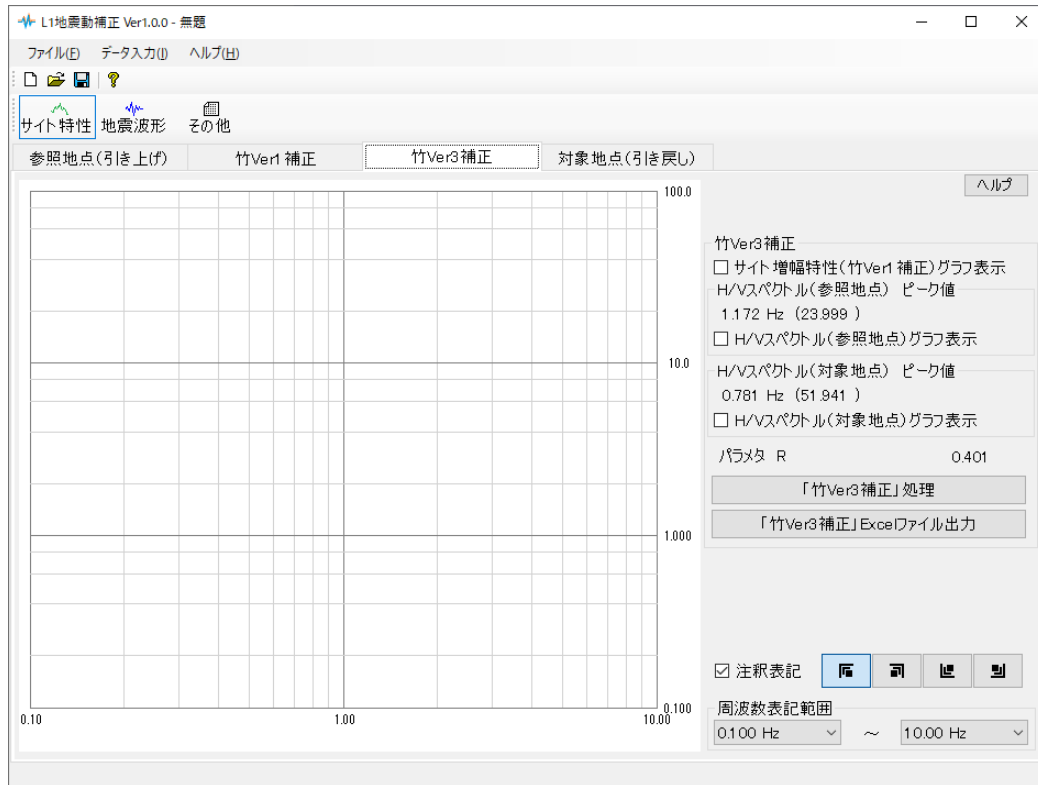 L1地震動補正 Ver1.0.0 - 無題
ファイル(F) データ入力(I) ヘルプ(H)
サイト特性 地震波形 その他
参照地点(引き上げ) 竹Ver1 補正 竹Ver3補正 対象地点(引き戻し)
ヘルプ
100.0
10.0
1.000
0.100
0.10 1.00 10.00
竹Ver3補正
サイト増幅特性(竹Ver1 補正)グラフ表示
H/Vスペクトル(参照地点) ピーク値
1.172 Hz (23.999 )
H/Vスペクトル(参照地点)グラフ表示
H/Vスペクトル(対象地点) ピーク値
0.781 Hz (51.941 )
H/Vスペクトル(対象地点)グラフ表示
パラメタ R 0.401
「竹Ver3補正」処理
「竹Ver3補正」Excelファイル出力
注釈表記
周波数表記範囲
0.100 Hz ～ 10.00 Hz